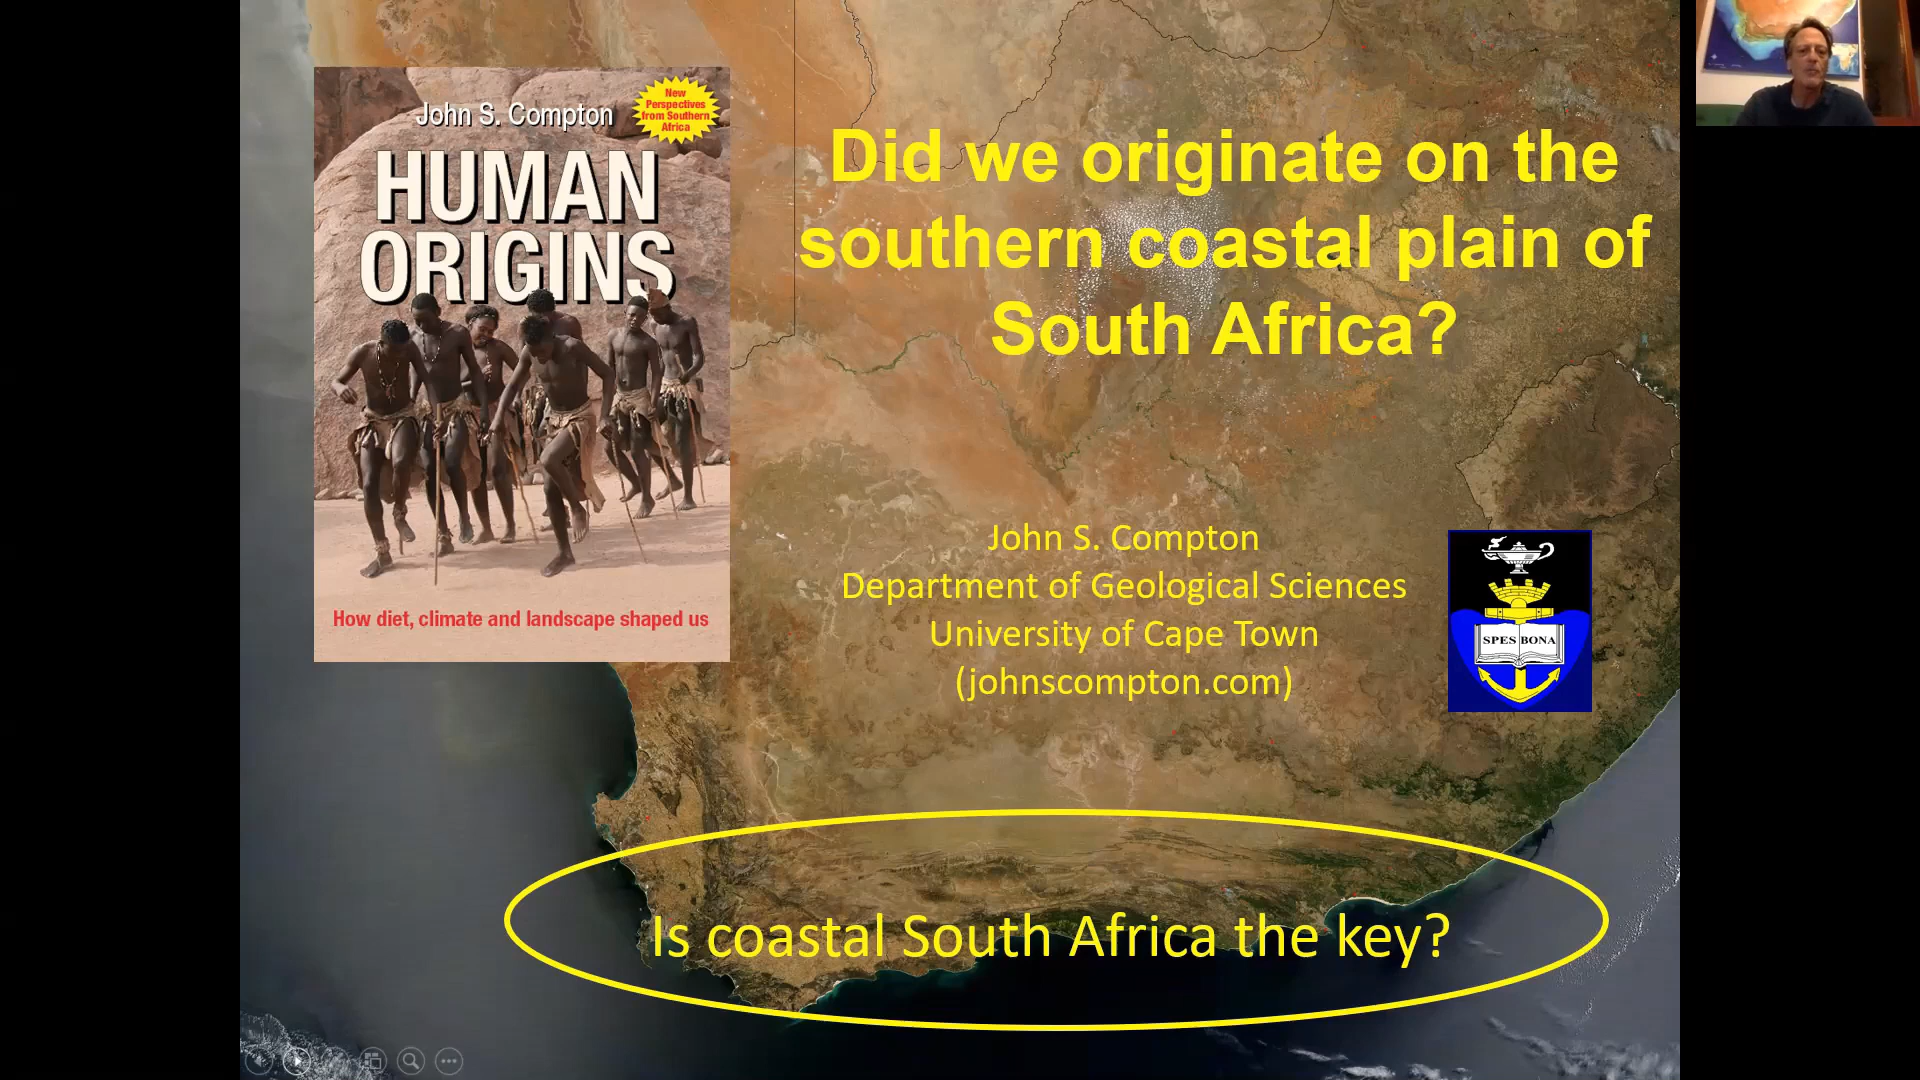 John S. Compton
New
Perspectives
from Southern
Africa
HUMAN
ORIGINS
How diet, climate and landscape shaped us
Did we originate on the
southern coastal plain of
South Africa?
John S. Compton
Department of Geological Sciences
University of Cape Town
(johnscompton.com)
SPES BONA
Is coastal South Africa the key?